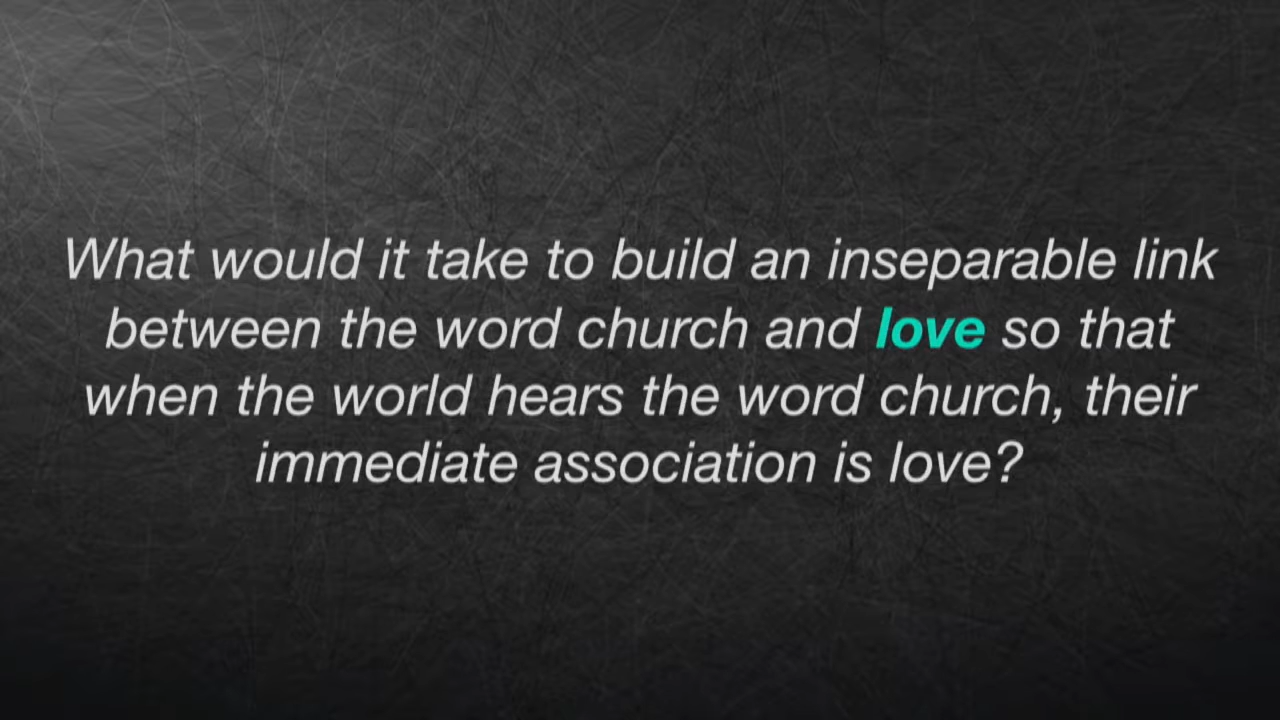 What would it take to build an inseparable link
between the word church and love so that
when the world hears the word church, their
immediate association is love?